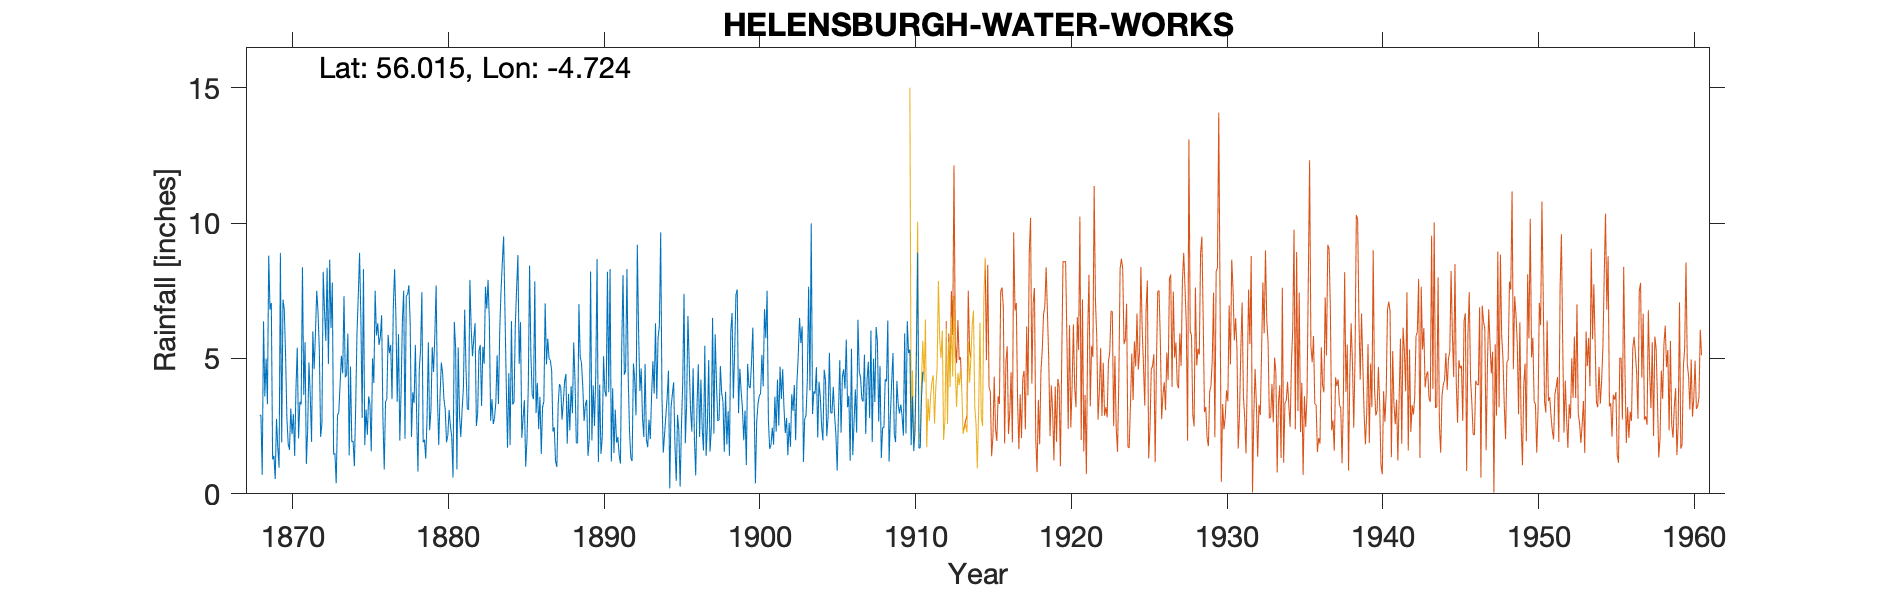 HELENSBURGH-WATER-WORKS
Lat: 56.015, Lon: -4.724
Rainfall [inches]
15
10
5
0
1870 1880 1890 1900 1910 1920 1930 1940 1950 1960
Year